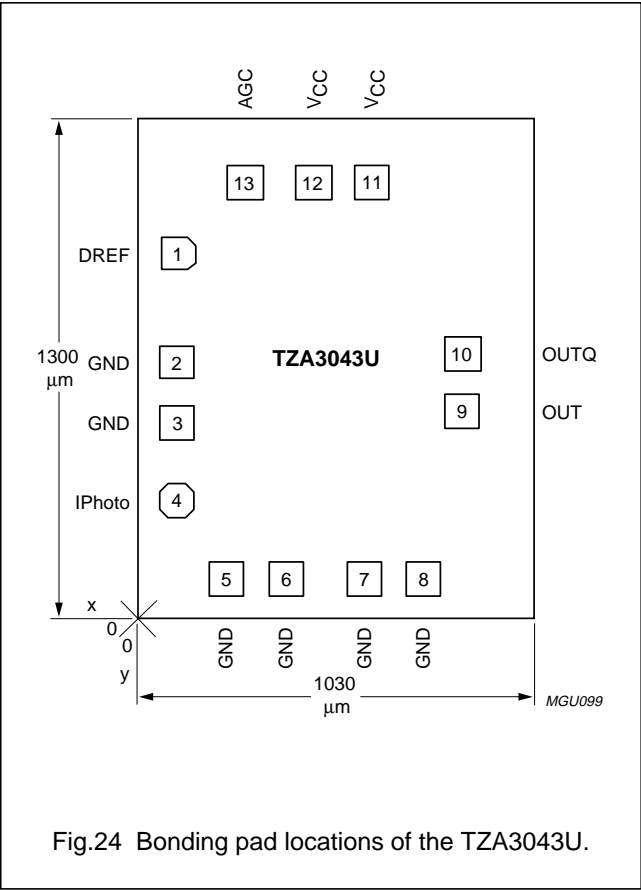 AGC
VCC
VCC
13
12
11
DREF
1
1300
μm
GND
2
TZA3043U
10
OUTQ
GND
3
9
OUT
IPhoto
4
5
6
7
8
x
0
0
y
GND
GND
GND
GND
1030
μm
MGU099
Fig.24 Bonding pad locations of the TZA3043U.